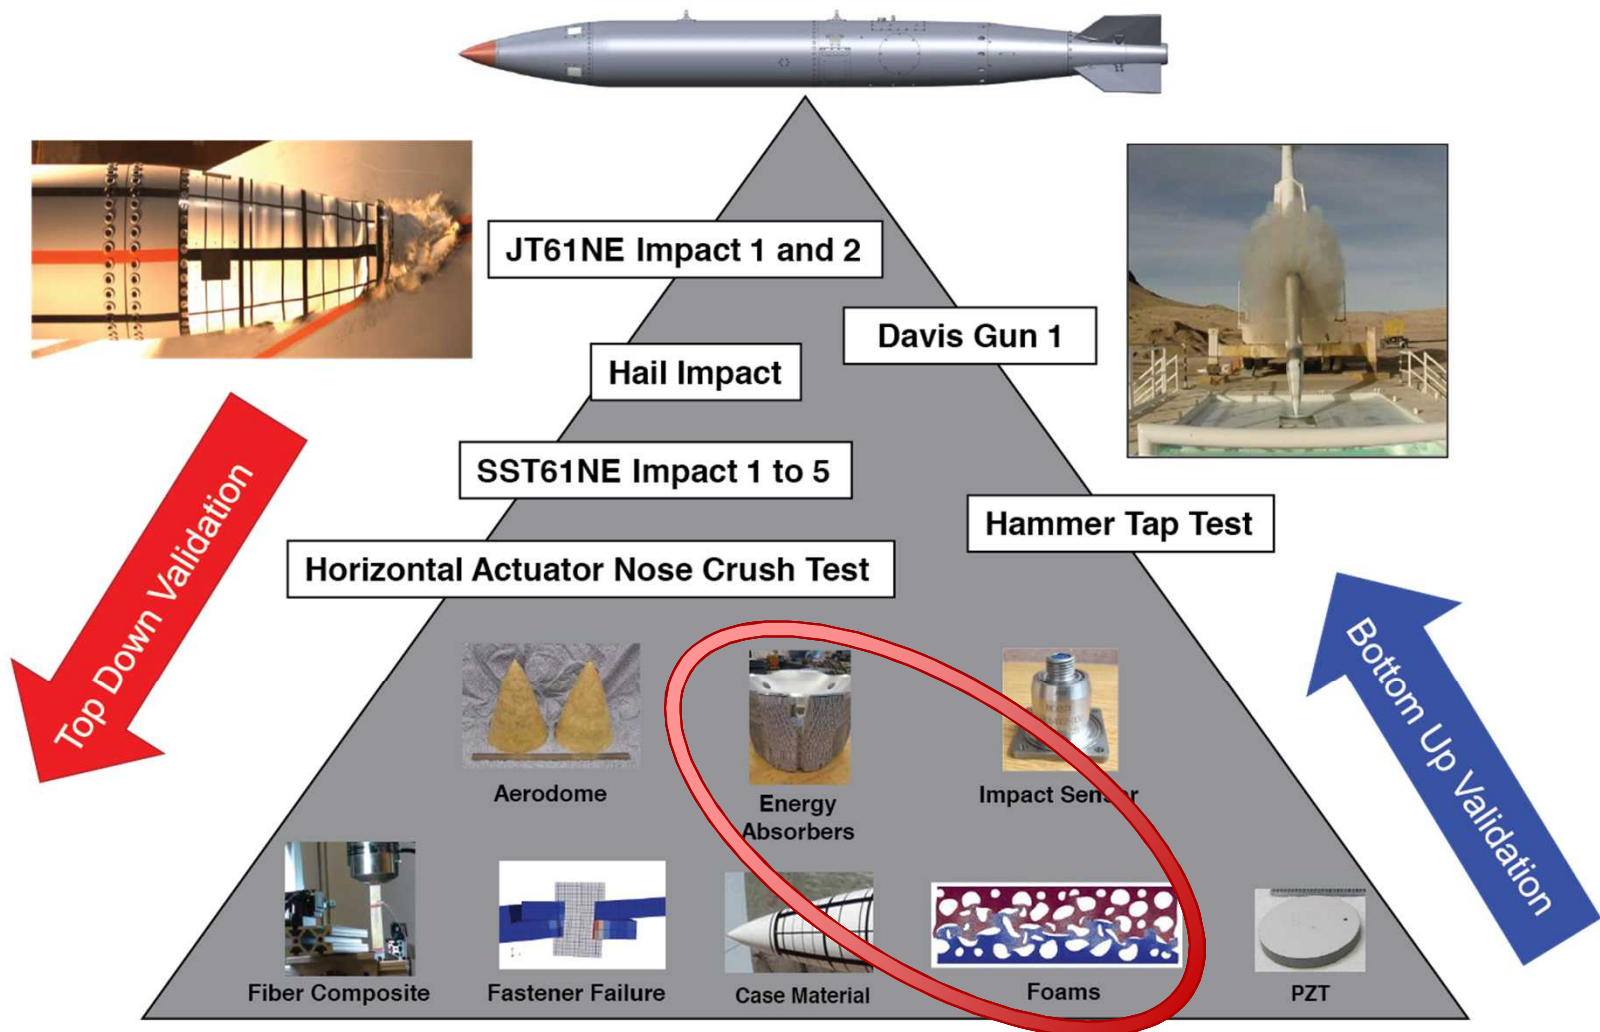 JT61NE Impact 1 and 2
Davis Gun 1
Hail Impact
SST61NE Impact 1 to 5
Hammer Tap Test
Horizontal Actuator Nose Crush Test
Top Down Validation
Bottom Up Validation
Aerodome
Energy
Absorbers
Impact Sensor
Fiber Composite
Fastener Failure
Case Material
Foams
PZT